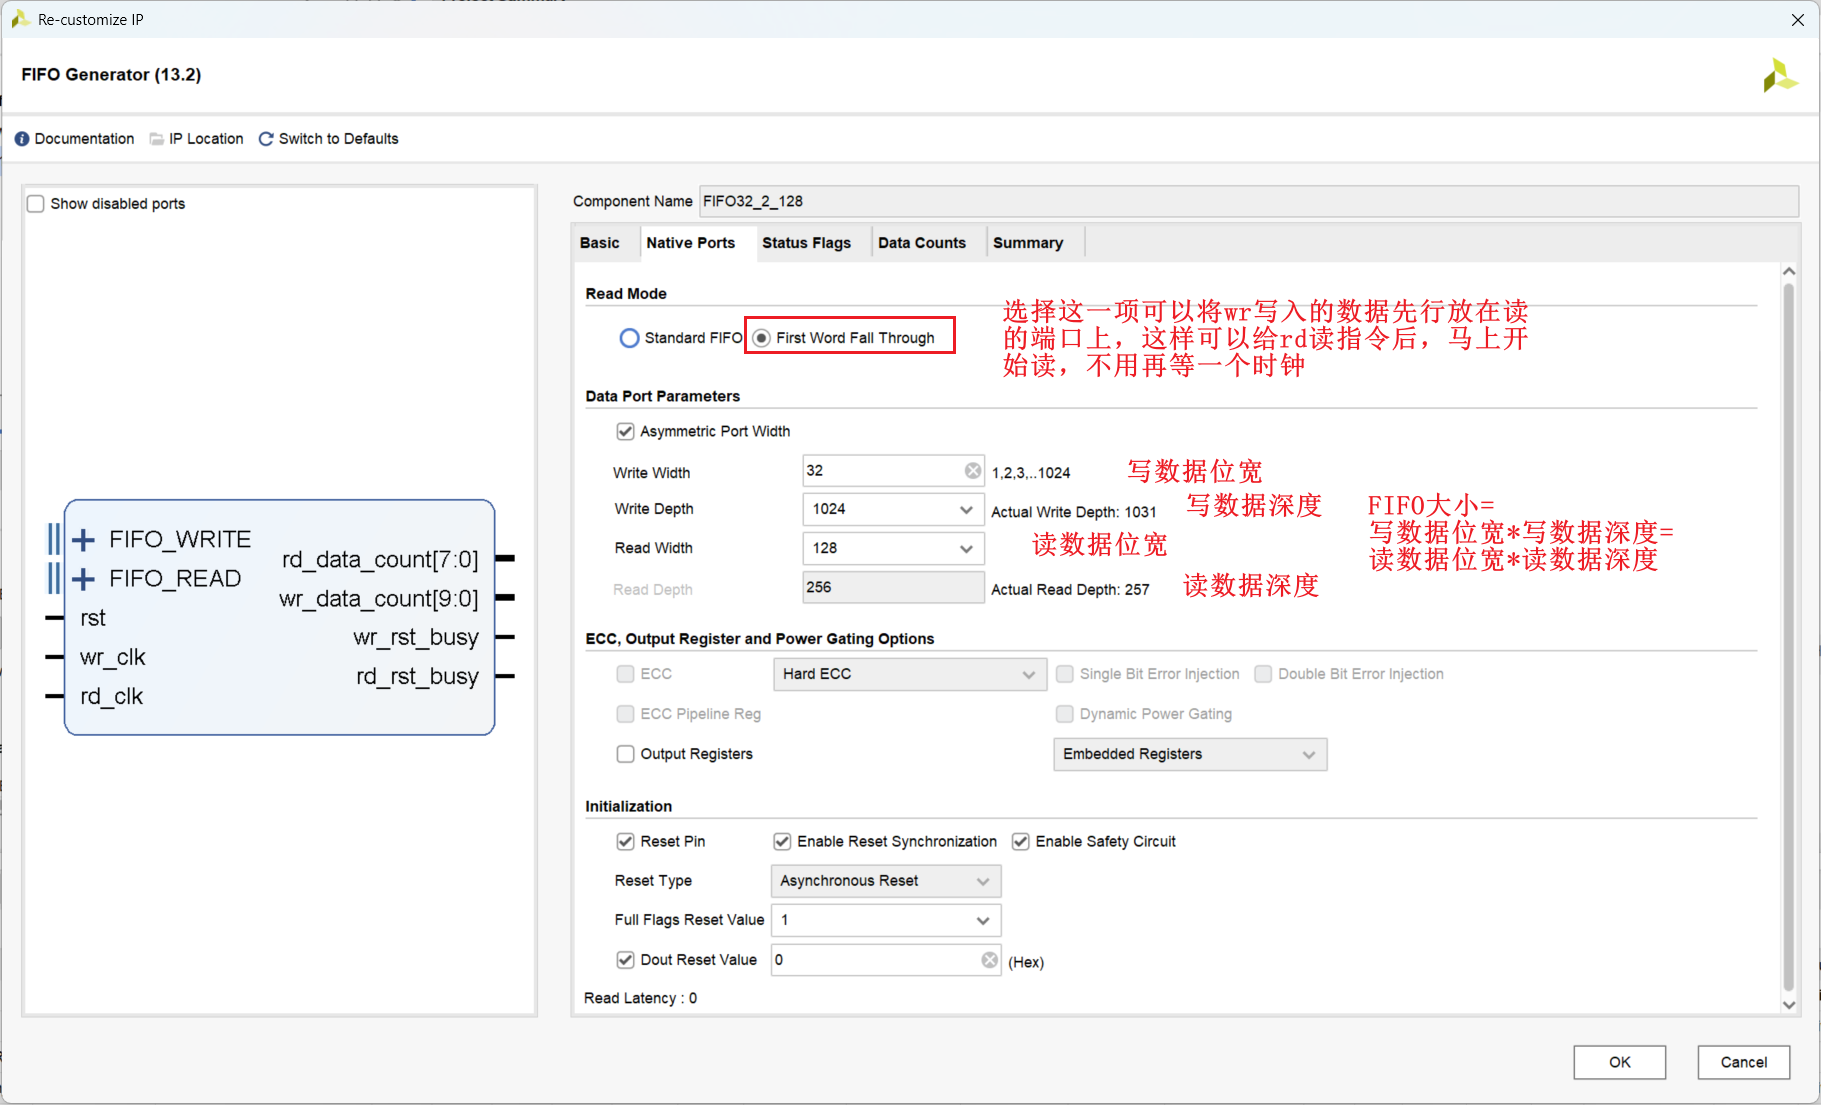 Re-customize IP
FIFO Generator (13.2)
Documentation IP Location Switch to Defaults
Show disabled ports
FIFO_WRITE
FIFO_READ
rst
wr_clk
rd_clk
rd_data_count[7:0]
wr_data_count[9:0]
wr_rst_busy
rd_rst_busy
Component Name FIFO32_2_128
Basic Native Ports Status Flags Data Counts Summary
Read Mode
Standard FIFO First Word Fall Through
选择这一项可以将wr写入的数据先行放在读
的端口上，这样可以给rd读指令后，马上开
始读，不用再等一个时钟
Data Port Parameters
Asymmetric Port Width
Write Width 32 1,2,3,..1024 写数据位宽
Write Depth 1024 Actual Write Depth: 1031 写数据深度
Read Width 128 读数据位宽
Read Depth 256 Actual Read Depth: 257 读数据深度
FIFO大小=
写数据位宽*写数据深度=
读数据位宽*读数据深度
ECC, Output Register and Power Gating Options
ECC Hard ECC Single Bit Error Injection Double Bit Error Injection
ECC Pipeline Reg Dynamic Power Gating
Output Registers Embedded Registers
Initialization
Reset Pin Enable Reset Synchronization Enable Safety Circuit
Reset Type Asynchronous Reset
Full Flags Reset Value 1
Dout Reset Value 0 (Hex)
Read Latency : 0
OK Cancel